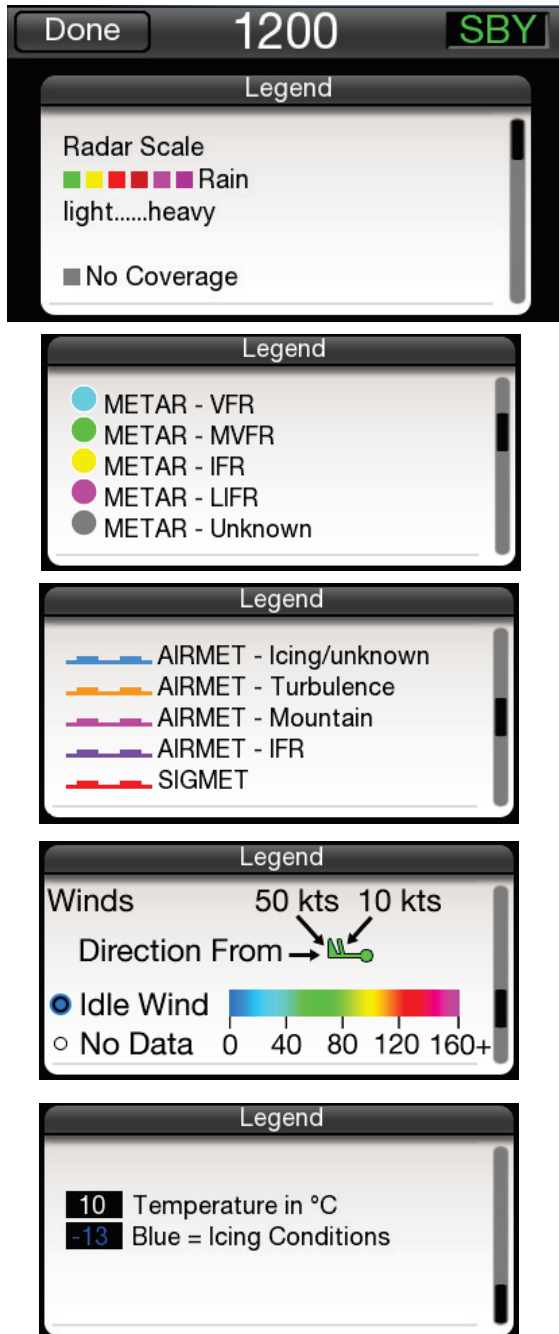 Done 1200 SBY
Legend
Radar Scale
Rain
light......heavy
No Coverage
Legend
METAR - VFR
METAR - MVFR
METAR - IFR
METAR - LIFR
METAR - Unknown
Legend
AIRMET - Icing/unknown
AIRMET - Turbulence
AIRMET - Mountain
AIRMET - IFR
SIGMET
Legend
Winds 50 kts 10 kts
Direction From
Idle Wind
No Data 0 40 80 120 160+
Legend
10 Temperature in °C
-13 Blue = Icing Conditions